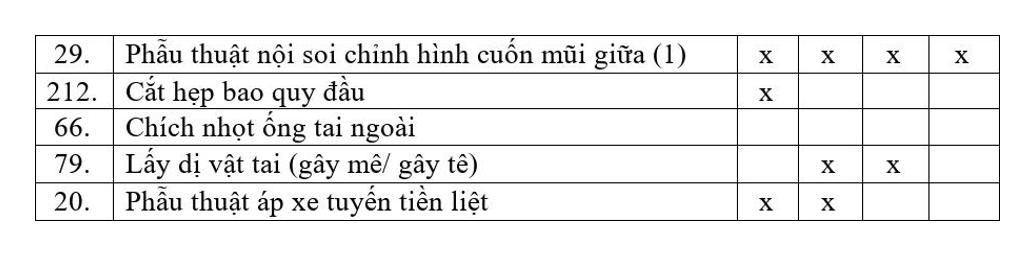 29. Phẫu thuật nội soi chỉnh hình cuốn mũi giữa (1) x x x x
212. Cắt hẹp bao quy đầu x
66. Chích nhọt ống tai ngoài
79. Lấy dị vật tai (gây mê/ gây tê) x x
20. Phẫu thuật áp xe tuyến tiền liệt x x